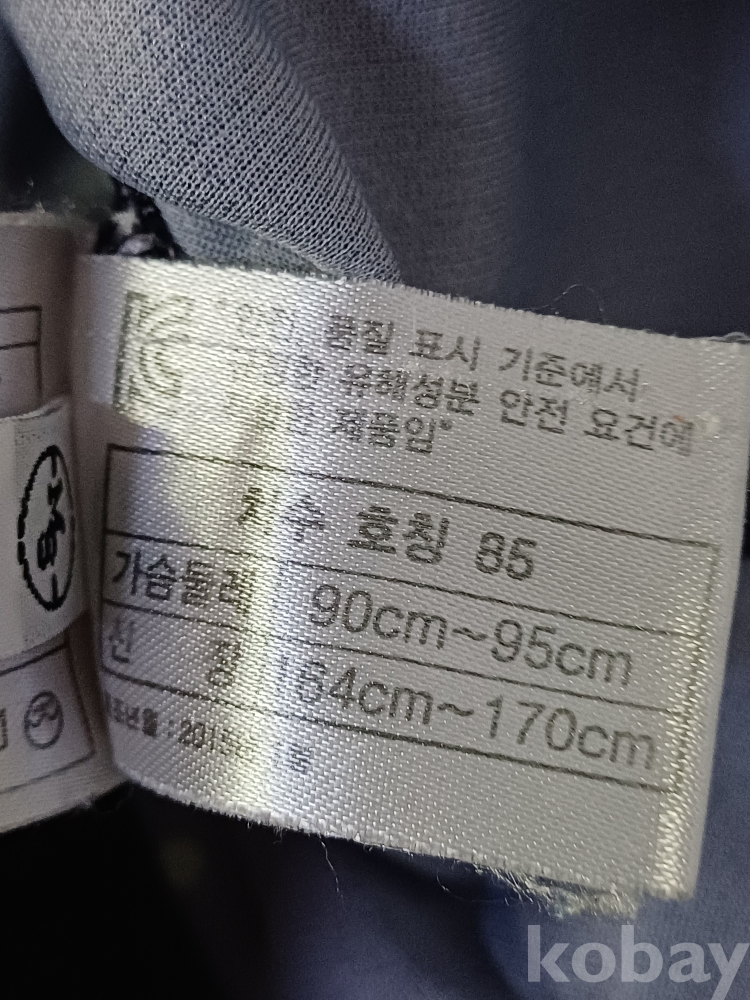 품질 표시 기준에서
유해성분 안전 요건에
제품임"
호칭 85
가슴둘레 90cm~95cm
신 장 164cm~170cm
kobay